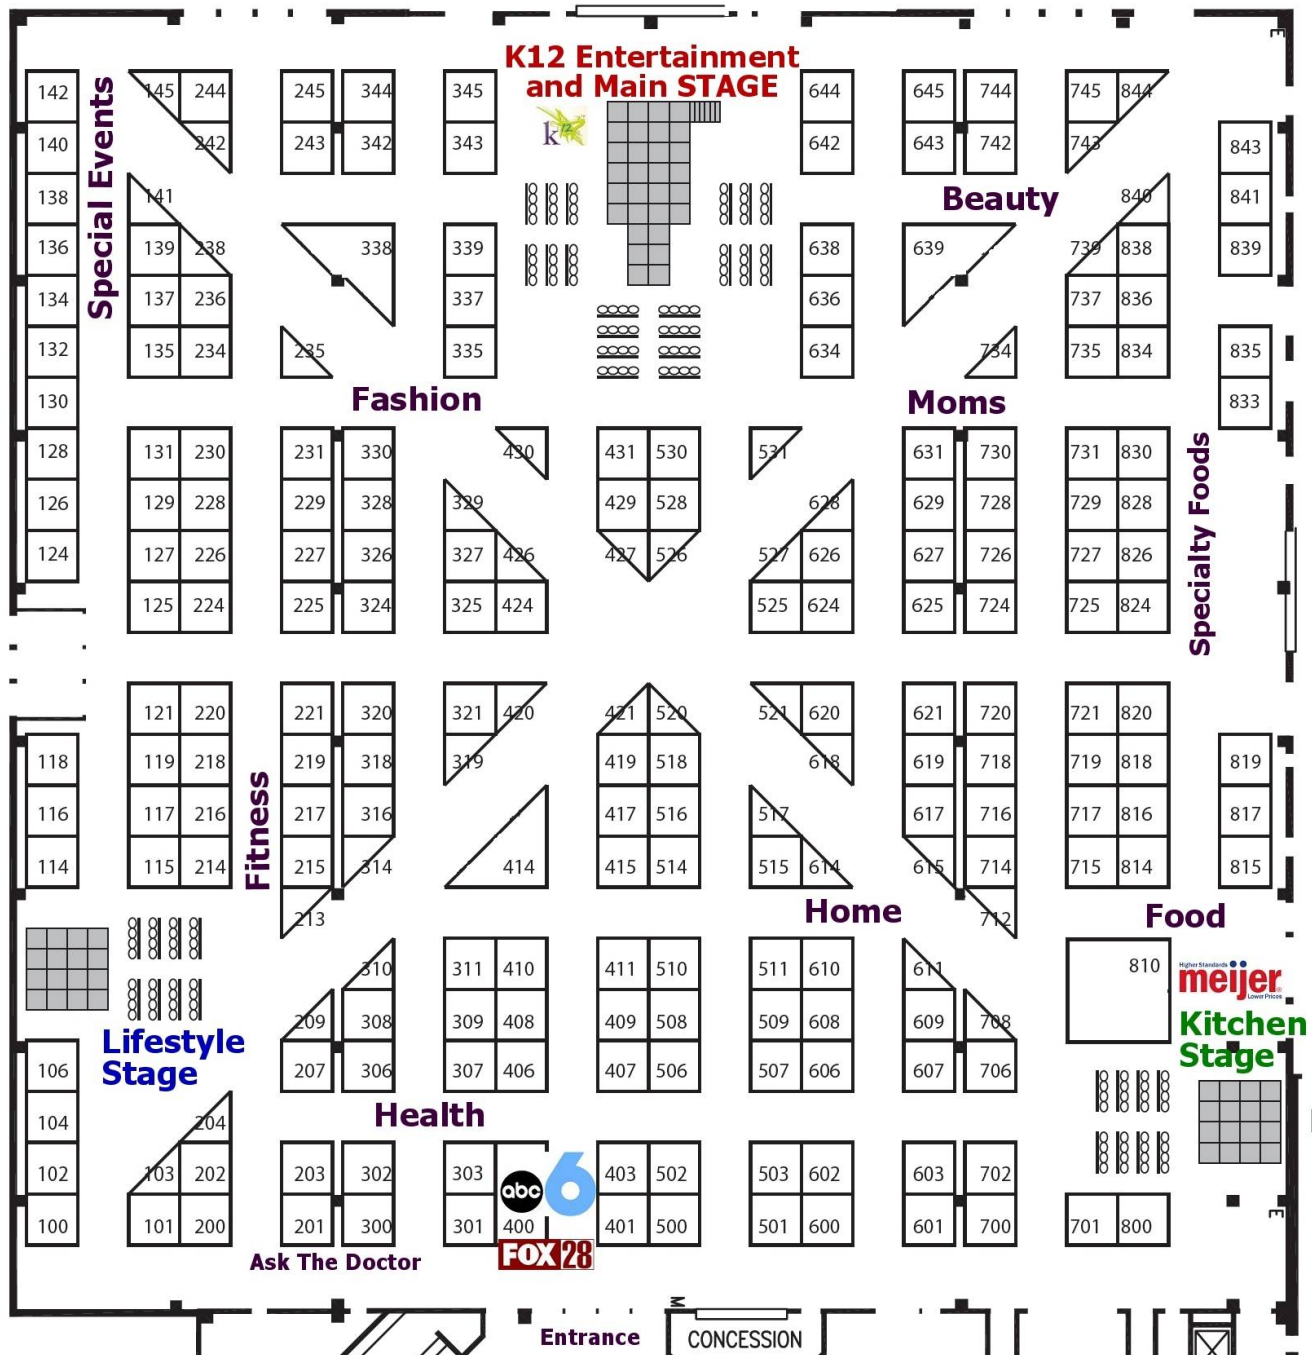 K12 Entertainment
and Main STAGE
E
142 145 244 245 344 345 644 645 744 745 844
k12
140 242 243 342 343 642 643 742 743 843
Special Events
138 141 Beauty 840 841
136 139 238 338 339 638 639 739 838 839
134 137 236 337 636 737 836
132 135 234 235 335 634 734 735 834 835
130 Fashion Moms 833
128 131 230 231 330 430 431 530 531 631 730 731 830
126 129 228 229 328 329 429 528 628 629 728 729 828
Specialty Foods
124 127 226 227 326 327 426 427 526 527 626 627 726 727 826
125 224 225 324 325 424 525 624 625 724 725 824
121 220 221 320 321 420 421 520 521 620 621 720 721 820
118 119 218 219 318 319 419 518 618 619 718 719 818 819
Fitness
116 117 216 217 316 417 516 517 617 716 717 816 817
114 115 214 215 314 414 415 514 515 614 615 714 715 814 815
213 Home 712 Food
310 311 410 411 510 511 610 611 810
Higher Standards
meijer
Lower Prices
209 308 309 408 409 508 509 608 609 708
Lifestyle
Stage
Kitchen
Stage
106 207 306 307 406 407 506 507 606 607 706
104 204 Health
102 103 202 203 302 303 abc 6 403 502 503 602 603 702
100 101 200 201 300 301 400 401 500 501 600 601 700 701 800
E
FOX 28
Ask The Doctor
M
Entrance CONCESSION